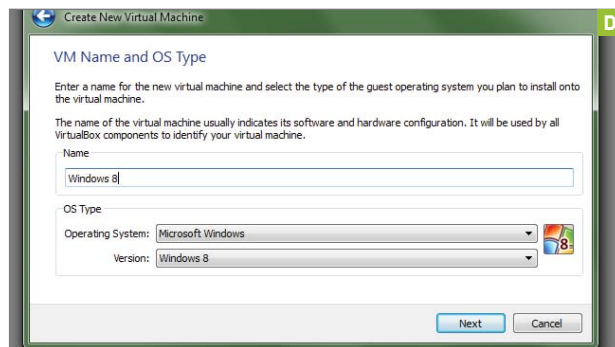 Create New Virtual Machine
D
VM Name and OS Type
Enter a name for the new virtual machine and select the type of the guest operating system you plan to install onto
the virtual machine.
The name of the virtual machine usually indicates its software and hardware configuration. It will be used by all
VirtualBox components to identify your virtual machine.
Name
Windows 8
OS Type
Operating System: Microsoft Windows
8
Version: Windows 8
Next Cancel